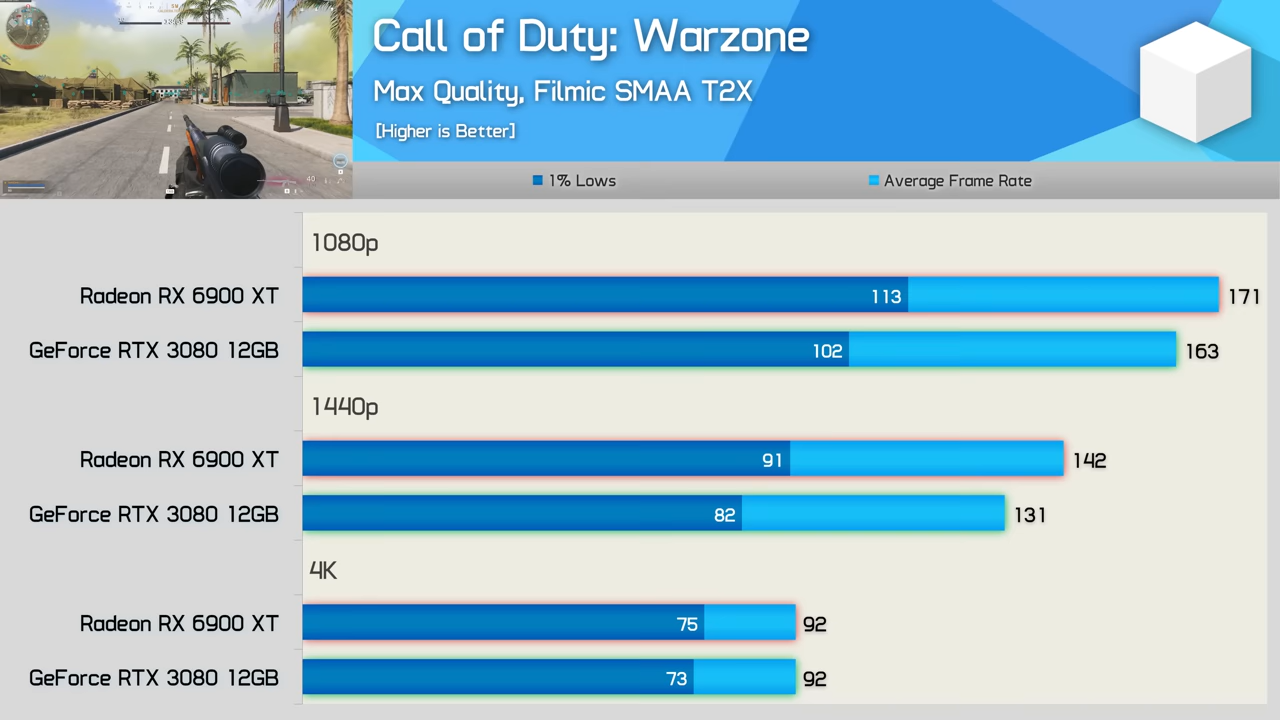 Call of Duty: Warzone
Max Quality, Filmic SMAA T2X
[Higher is Better]
1% Lows
Average Frame Rate
40
1080p
Radeon RX 6900 XT 113 171
GeForce RTX 3080 12GB 102 163
1440p
Radeon RX 6900 XT 91 142
GeForce RTX 3080 12GB 82 131
4K
Radeon RX 6900 XT 75 92
GeForce RTX 3080 12GB 73 92